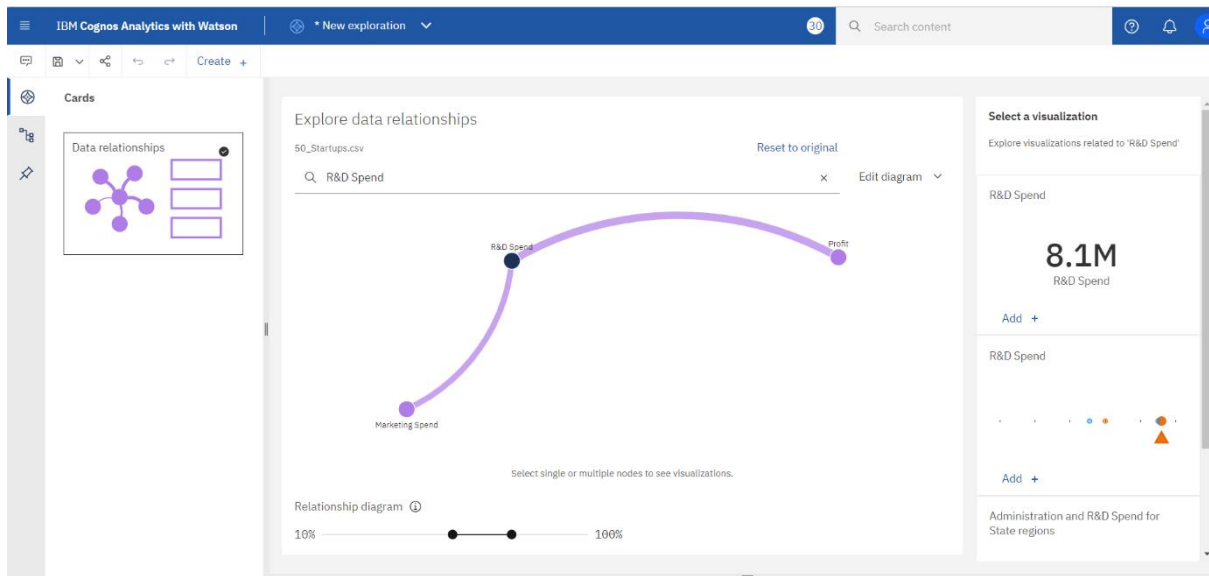 IBM Cognos Analytics with Watson
* New exploration
30
Search content
Create +
Cards
Data relationships
Explore data relationships
50_Startups.csv
Reset to original
R&D Spend
Edit diagram
R&D Spend
Profit
Marketing Spend
Select single or multiple nodes to see visualizations.
Relationship diagram
10%
100%
Select a visualization
Explore visualizations related to 'R&D Spend'
R&D Spend
8.1M
R&D Spend
Add +
R&D Spend
Add +
Administration and R&D Spend for
State regions